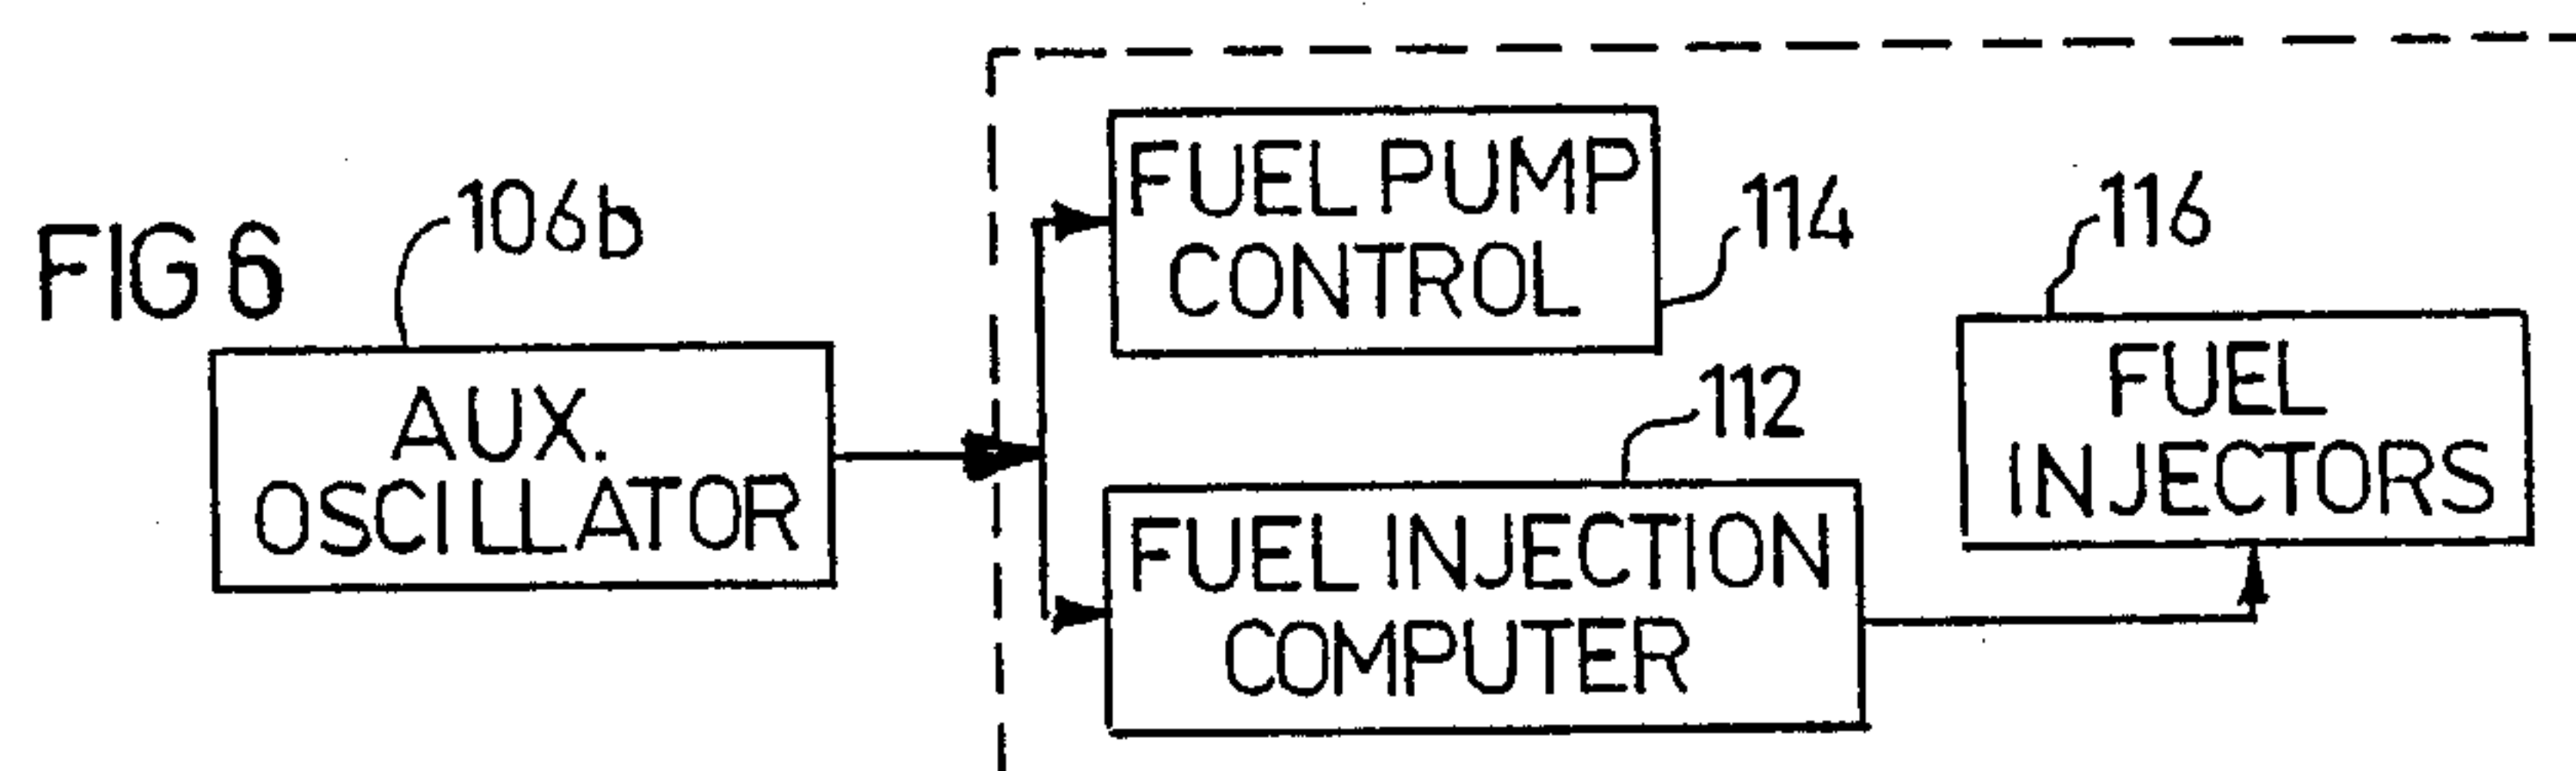 FIG 6
106b
AUX.
OSCILLATOR
FUEL PUMP
CONTROL
114
112
FUEL INJECTION
COMPUTER
116
FUEL
INJECTORS